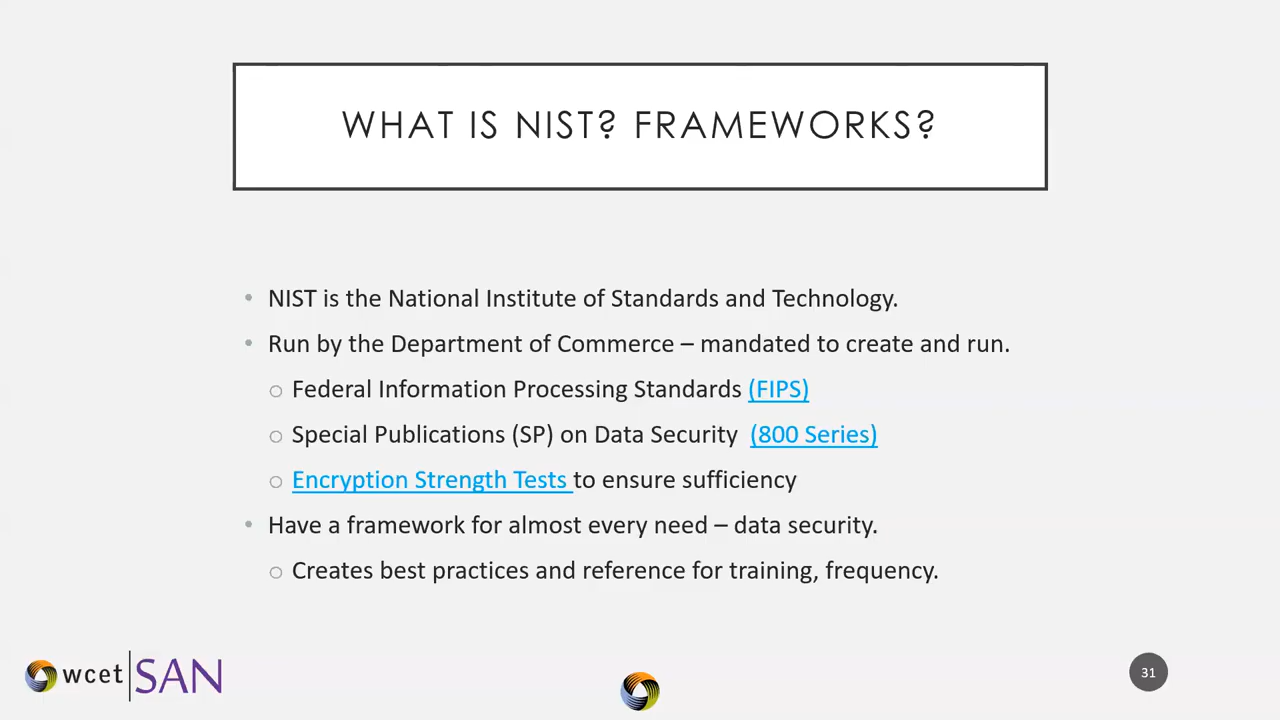 WHAT IS NIST? FRAMEWORKS?
• NIST is the National Institute of Standards and Technology.
• Run by the Department of Commerce – mandated to create and run.
○ Federal Information Processing Standards (FIPS)
○ Special Publications (SP) on Data Security (800 Series)
○ Encryption Strength Tests to ensure sufficiency
• Have a framework for almost every need – data security.
○ Creates best practices and reference for training, frequency.
wcet|SAN
31